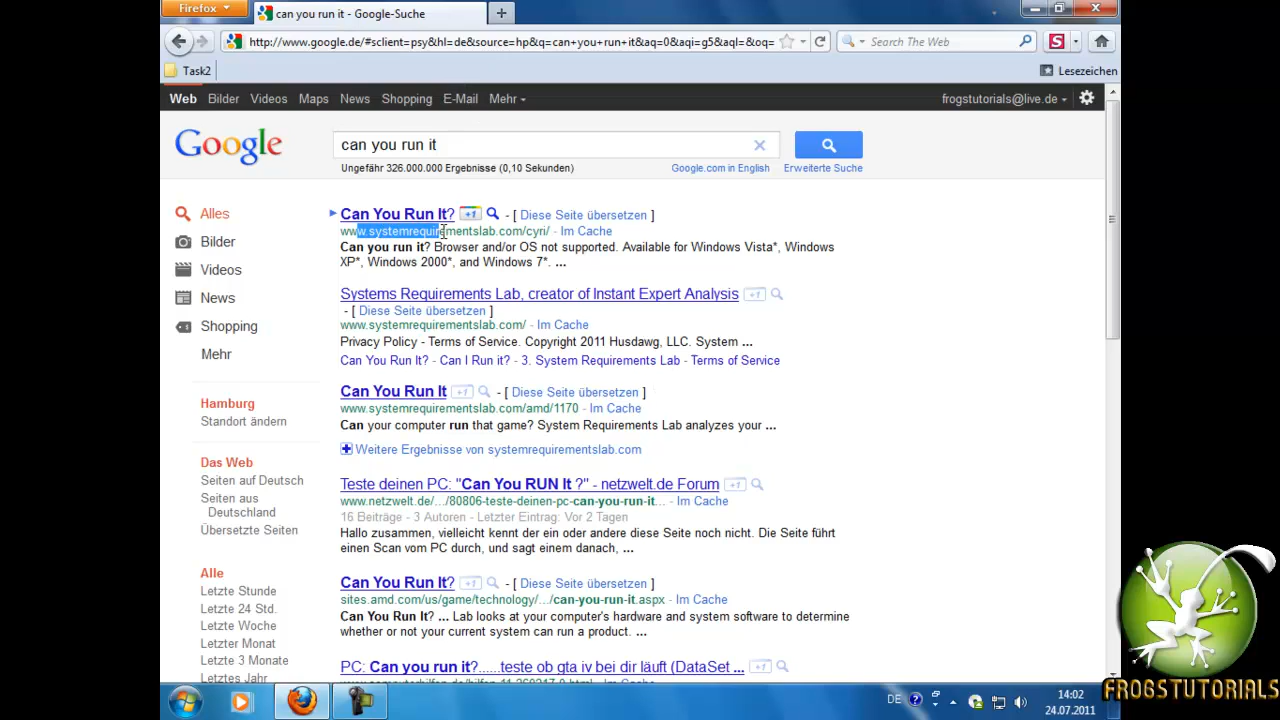 Firefox
can you run it - Google-Suche
http://www.google.de/#sclient=psy&hl=de&source=hp&q=can+you+run+it&aq=0&aqi=g5&aql=&oq=
Search The Web
Task2
Lesezeichen
Web Bilder Videos Maps News Shopping E-Mail Mehr
frogstutorials@live.de
Google
can you run it
Ungefähr 326.000.000 Ergebnisse (0,10 Sekunden)
Google.com in English
Erweiterte Suche
Alles
Bilder
Videos
News
Shopping
Mehr
Hamburg
Standort ändern
Das Web
Seiten auf Deutsch
Seiten aus
Deutschland
Übersetzte Seiten
Alle
Letzte Stunde
Letzte 24 Std.
Letzte Woche
Letzter Monat
Letzte 3 Monate
Letztes Jahr
Can You Run It? +1 - [ Diese Seite übersetzen ]
www.systemrequirementslab.com/cyri/ - Im Cache
Can you run it? Browser and/or OS not supported. Available for Windows Vista*, Windows
XP*, Windows 2000*, and Windows 7*. ...
Systems Requirements Lab, creator of Instant Expert Analysis +1
- [ Diese Seite übersetzen ]
www.systemrequirementslab.com/ - Im Cache
Privacy Policy - Terms of Service. Copyright 2011 Husdawg, LLC. System ...
Can You Run It? - Can I Run it? - 3. System Requirements Lab - Terms of Service
Can You Run It +1 - [ Diese Seite übersetzen ]
www.systemrequirementslab.com/amd/1170 - Im Cache
Can your computer run that game? System Requirements Lab analyzes your ...
Weitere Ergebnisse von systemrequirementslab.com
Teste deinen PC: "Can You RUN It ?" - netzwelt.de Forum +1
www.netzwelt.de/.../80806-teste-deinen-pc-can-you-run-it... - Im Cache
16 Beiträge - 3 Autoren - Letzter Eintrag: Vor 2 Tagen
Hallo zusammen, vielleicht kennt der ein oder andere diese Seite noch nicht. Die Seite führt
einen Scan vom PC durch, und sagt einem danach, ...
Can You Run It? +1 - [ Diese Seite übersetzen ]
sites.amd.com/us/game/technology/.../can-you-run-it.aspx - Im Cache
Can You Run It? ... Lab looks at your computer's hardware and system software to determine
whether or not your current system can run a product. ...
PC: Can you run it?......teste ob gta iv bei dir läuft (DataSet ... +1
DE
14:02
24.07.2011
FROGSTUTORIALS